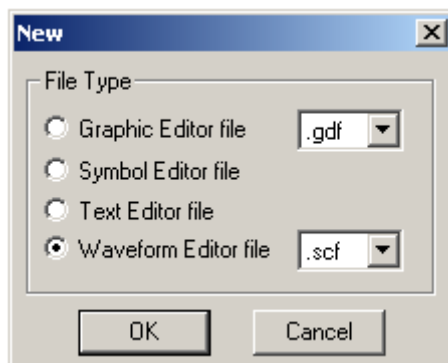 New
File Type
Graphic Editor file .gdf
Symbol Editor file
Text Editor file
Waveform Editor file .scf
OK Cancel